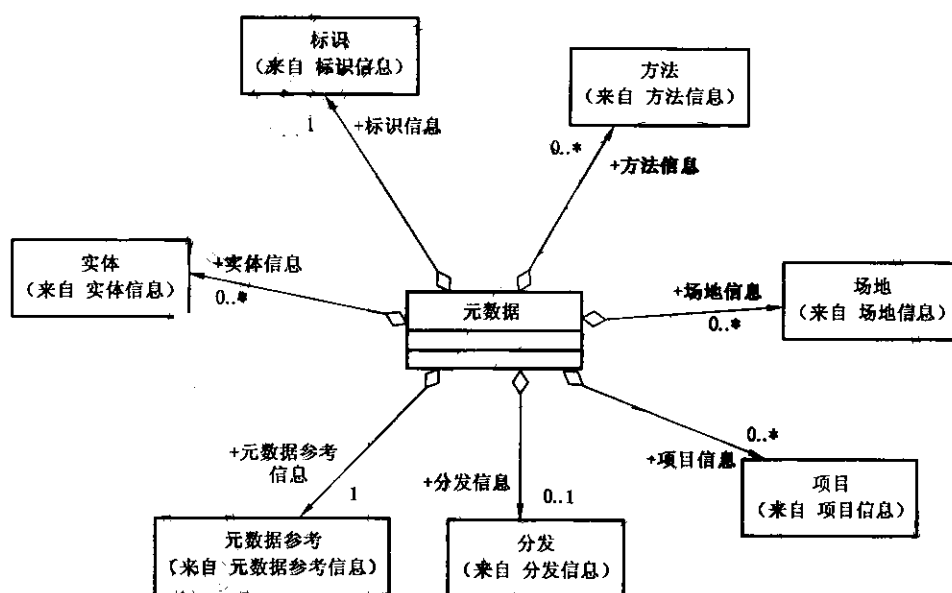 标识
（来自 标识信息）
1
+标识信息
方法
（来自 方法信息）
0..*
+方法信息
实体
（来自 实体信息）
+实体信息
0..*
元数据
+场地信息
0..*
场地
（来自 场地信息）
+元数据参考
信息
1
元数据参考
（来自 元数据参考信息）
+分发信息
0..1
分发
（来自 分发信息）
0..*
+项目信息
项目
（来自 项目信息）